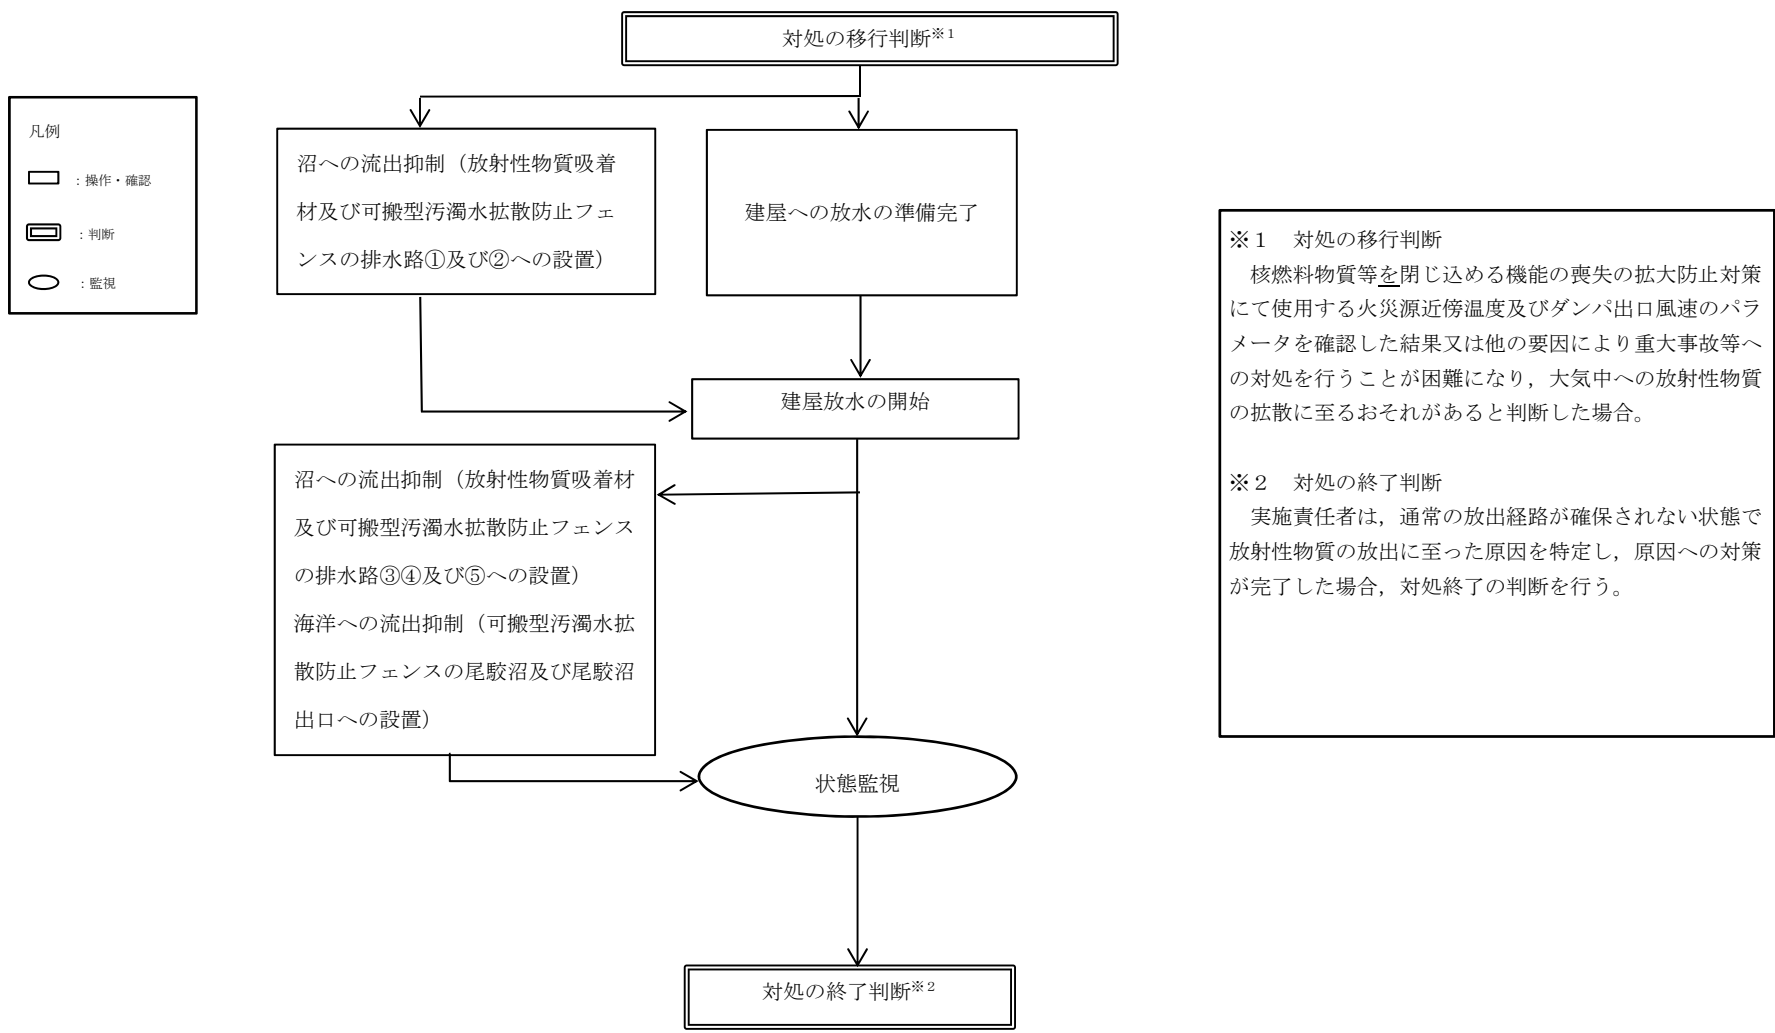 対処の移行判断※1
凡例
：操作・確認
：判断
：監視
沼への流出抑制（放射性物質吸着
材及び可搬型汚濁水拡散防止フェ
ンスの排水路①及び②への設置）
建屋への放水の準備完了
建屋放水の開始
沼への流出抑制（放射性物質吸着材
及び可搬型汚濁水拡散防止フェンス
の排水路③④及び⑤への設置）
海洋への流出抑制（可搬型汚濁水拡
散防止フェンスの尾駮沼及び尾駮沼
出口への設置）
状態監視
対処の終了判断※2
※１　対処の移行判断
核燃料物質等を閉じ込める機能の喪失の拡大防止対策
にて使用する火災源近傍温度及びダンパ出口風速のパラ
メータを確認した結果又は他の要因により重大事故等へ
の対処を行うことが困難になり，大気中への放射性物質
の拡散に至るおそれがあると判断した場合。
※２　対処の終了判断
実施責任者は，通常の放出経路が確保されない状態で
放射性物質の放出に至った原因を特定し，原因への対策
が完了した場合，対処終了の判断を行う。